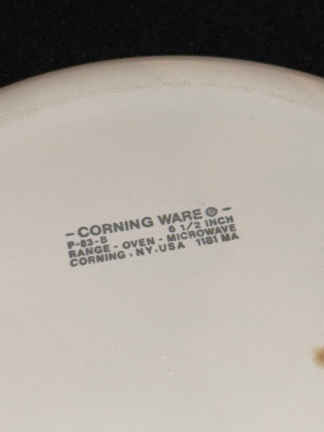 - CORNING WARE ® -
P-83-B 6 1/2 INCH
RANGE - OVEN - MICROWAVE
CORNING, NY. USA 1181 MA